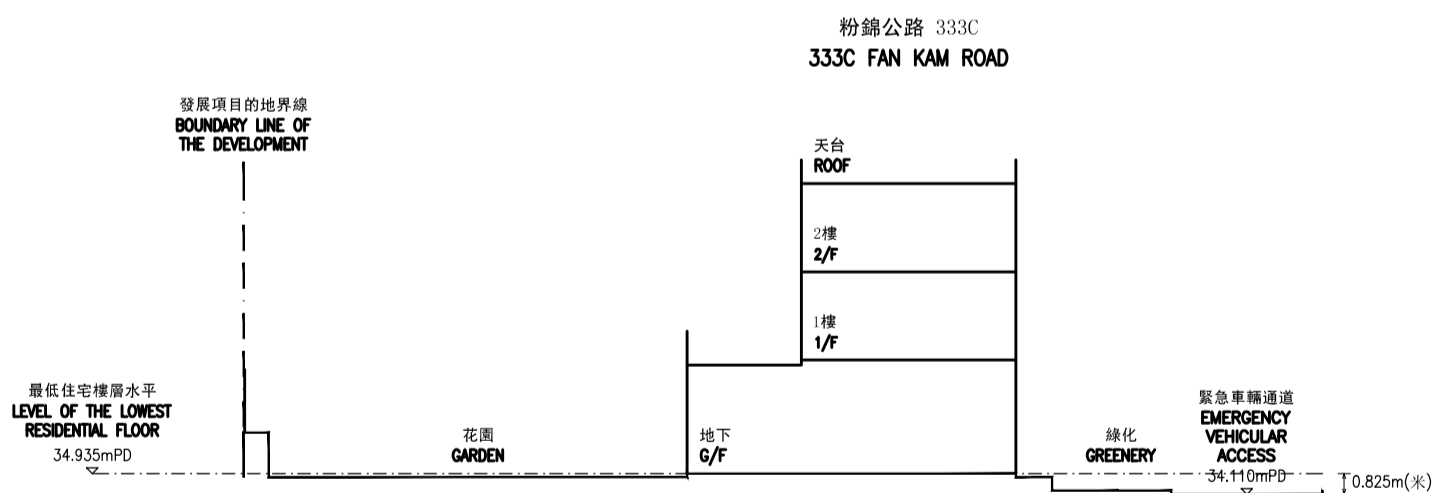 粉錦公路 333C
333C FAN KAM ROAD
發展項目的地界線
BOUNDARY LINE OF
THE DEVELOPMENT
天台
ROOF
2樓
2/F
1樓
1/F
最低住宅樓層水平
LEVEL OF THE LOWEST
RESIDENTIAL FLOOR
34.935mPD
花園
GARDEN
地下
G/F
綠化
GREENERY
緊急車輛通道
EMERGENCY
VEHICULAR
ACCESS
34.110mPD
0.825m(米)